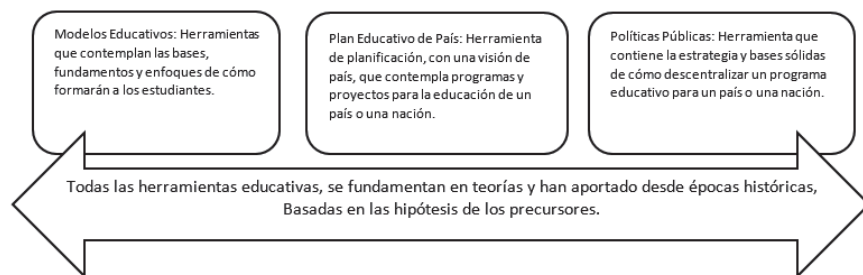 Modelos Educativos: Herramientas
que contemplan las bases,
fundamentos y enfoques de cómo
formarán a los estudiantes.
Plan Educativo de País: Herramienta
de planificación, con una visión de
país, que contempla programas y
proyectos para la educación de un
país o una nación.
Políticas Públicas: Herramienta que
contiene la estrategia y bases sólidas
de cómo descentralizar un programa
educativo para un país o una nación.
Todas las herramientas educativas, se fundamentan en teorías y han aportado desde épocas históricas,
Basadas en las hipótesis de los precursores.